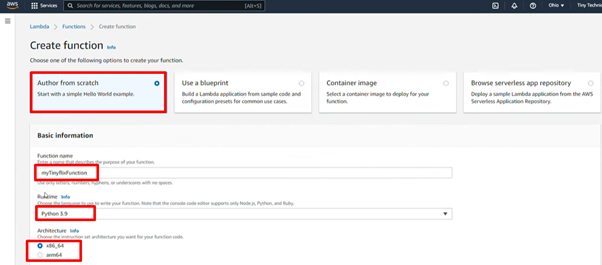 aws
Services
Search for services, features, blogs, docs, and more
[Alt+S]
Ohio
Tiny Techni
Lambda > Functions > Create function
Create function Info
Choose one of the following options to create your function.
Author from scratch
Start with a simple Hello World example.
Use a blueprint
Build a Lambda application from sample code and
configuration presets for common use cases.
Container image
Select a container image to deploy for your
function.
Browse serverless app repository
Deploy a sample Lambda application from the AWS
Serverless Application Repository.
Basic information
Function name
Enter a name that describes the purpose of your function.
myTinyflixFunction
Use only letters, numbers, hyphens, or underscores with no spaces.
Runtime Info
Choose the language to use to write your function. Note that the console code editor supports only Node.js, Python, and Ruby.
Python 3.9
Architecture Info
Choose the instruction set architecture you want for your function code.
x86_64
arm64